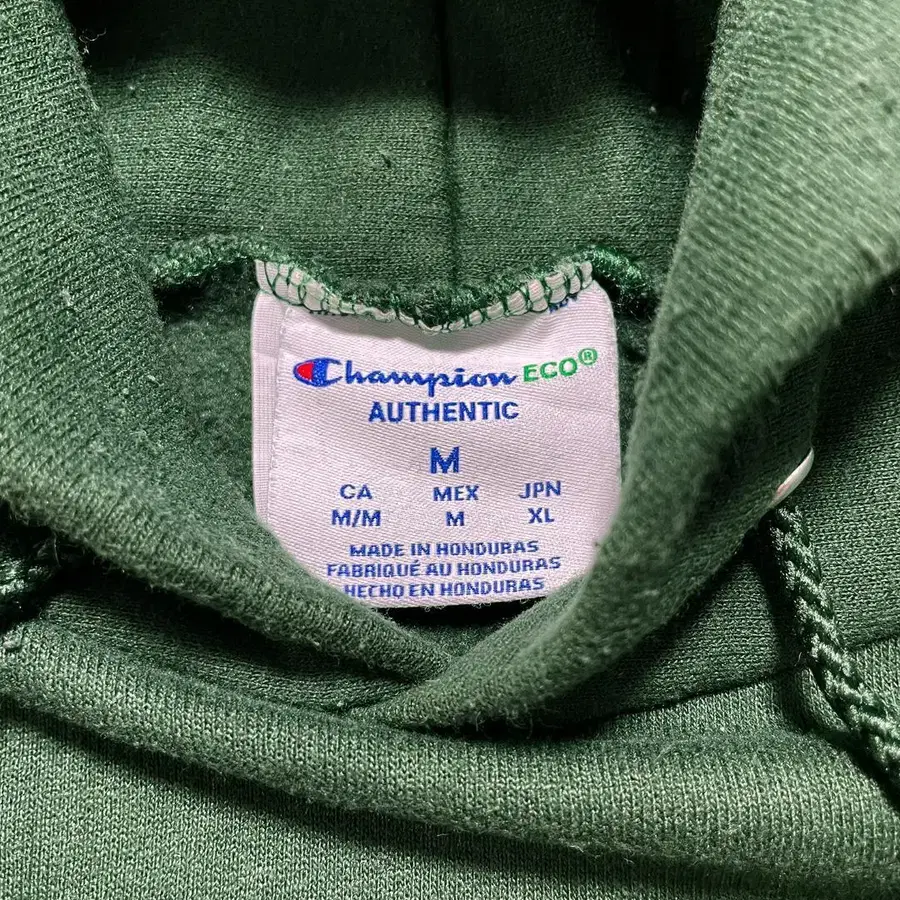 Champion ECO®
AUTHENTIC
M
CA MEX JPN
M/M M XL
MADE IN HONDURAS
FABRIQUÉ AU HONDURAS
HECHO EN HONDURAS